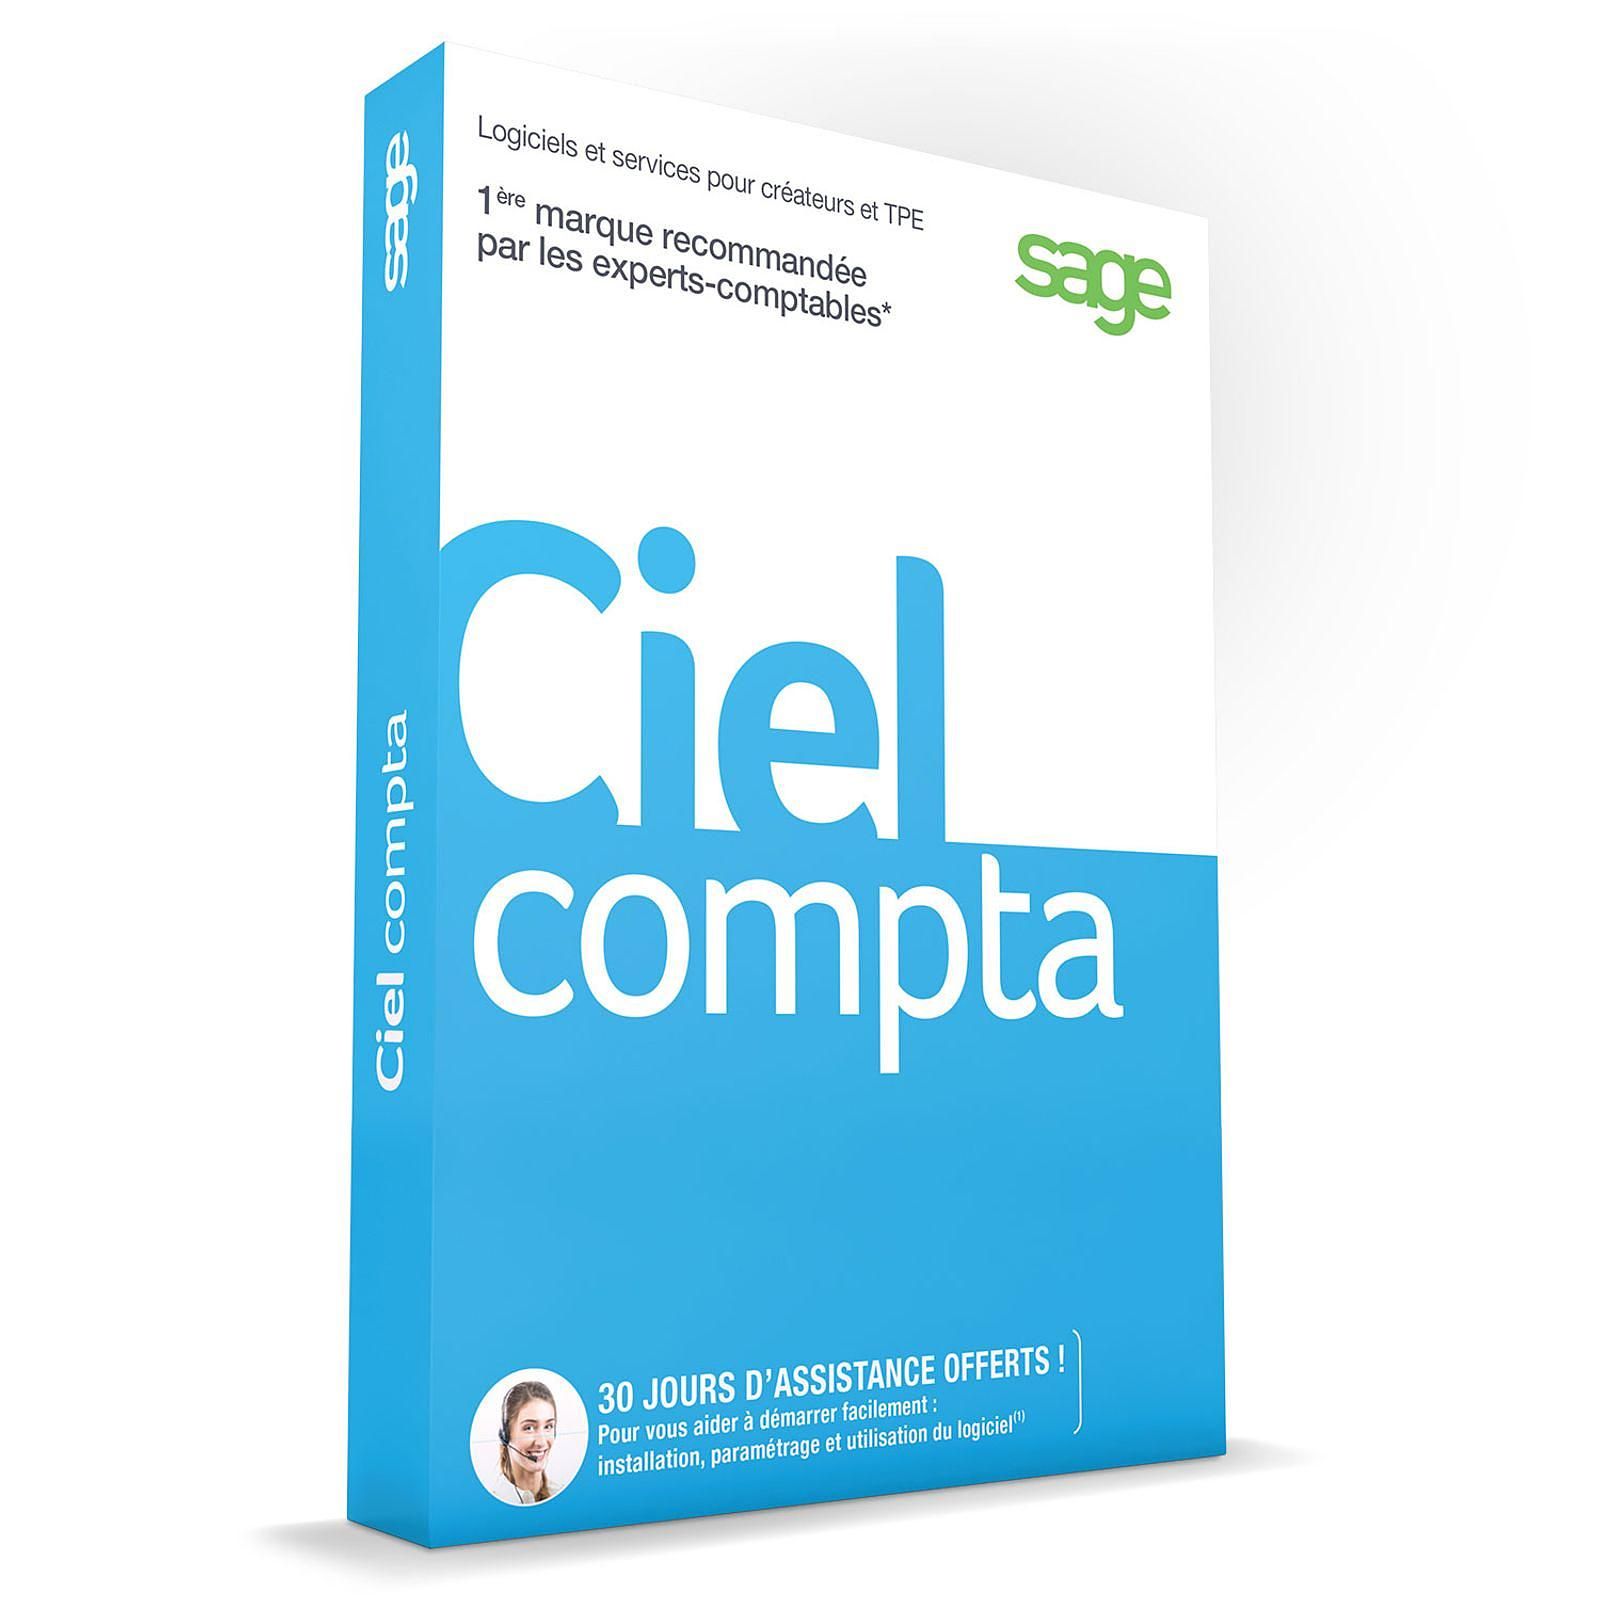 Logiciels et services pour créateurs et TPE
1ère marque recommandée
par les experts-comptables*
sage
sage
Ciel
compta
Ciel compta
30 JOURS D'ASSISTANCE OFFERTS !
Pour vous aider à démarrer facilement :
installation, paramétrage et utilisation du logiciel(1)